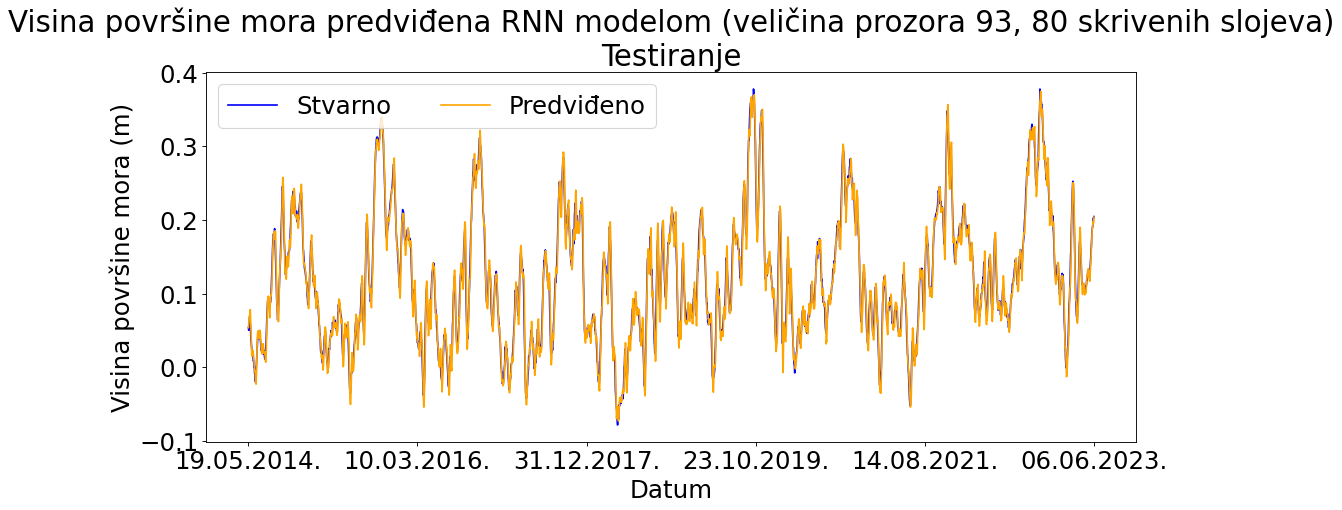 Visina površine mora predviđena RNN modelom (veličina prozora 93, 80 skrivenih slojeva)
Testiranje
Stvarno Predviđeno
Visina površine mora (m)
0.4
0.3
0.2
0.1
0.0
−0.1
19.05.2014. 10.03.2016. 31.12.2017. 23.10.2019. 14.08.2021. 06.06.2023.
Datum